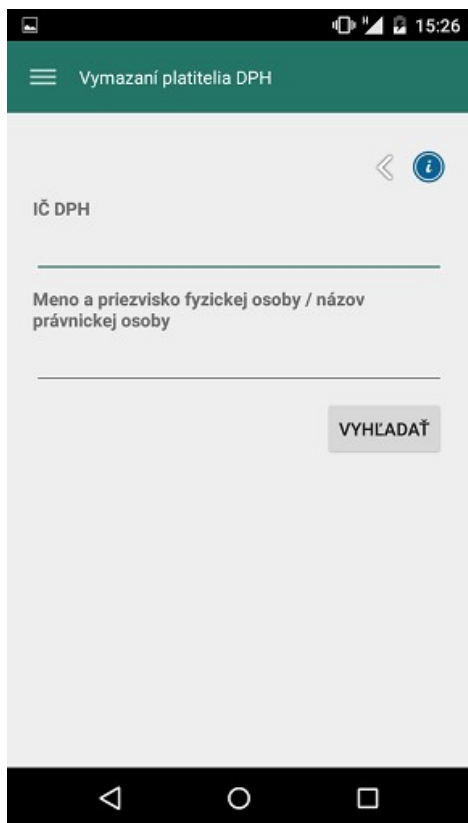 15:26
Vymazaní platitelia DPH
IČ DPH
Meno a priezvisko fyzickej osoby / názov
právnickej osoby
VYHĽADAŤ